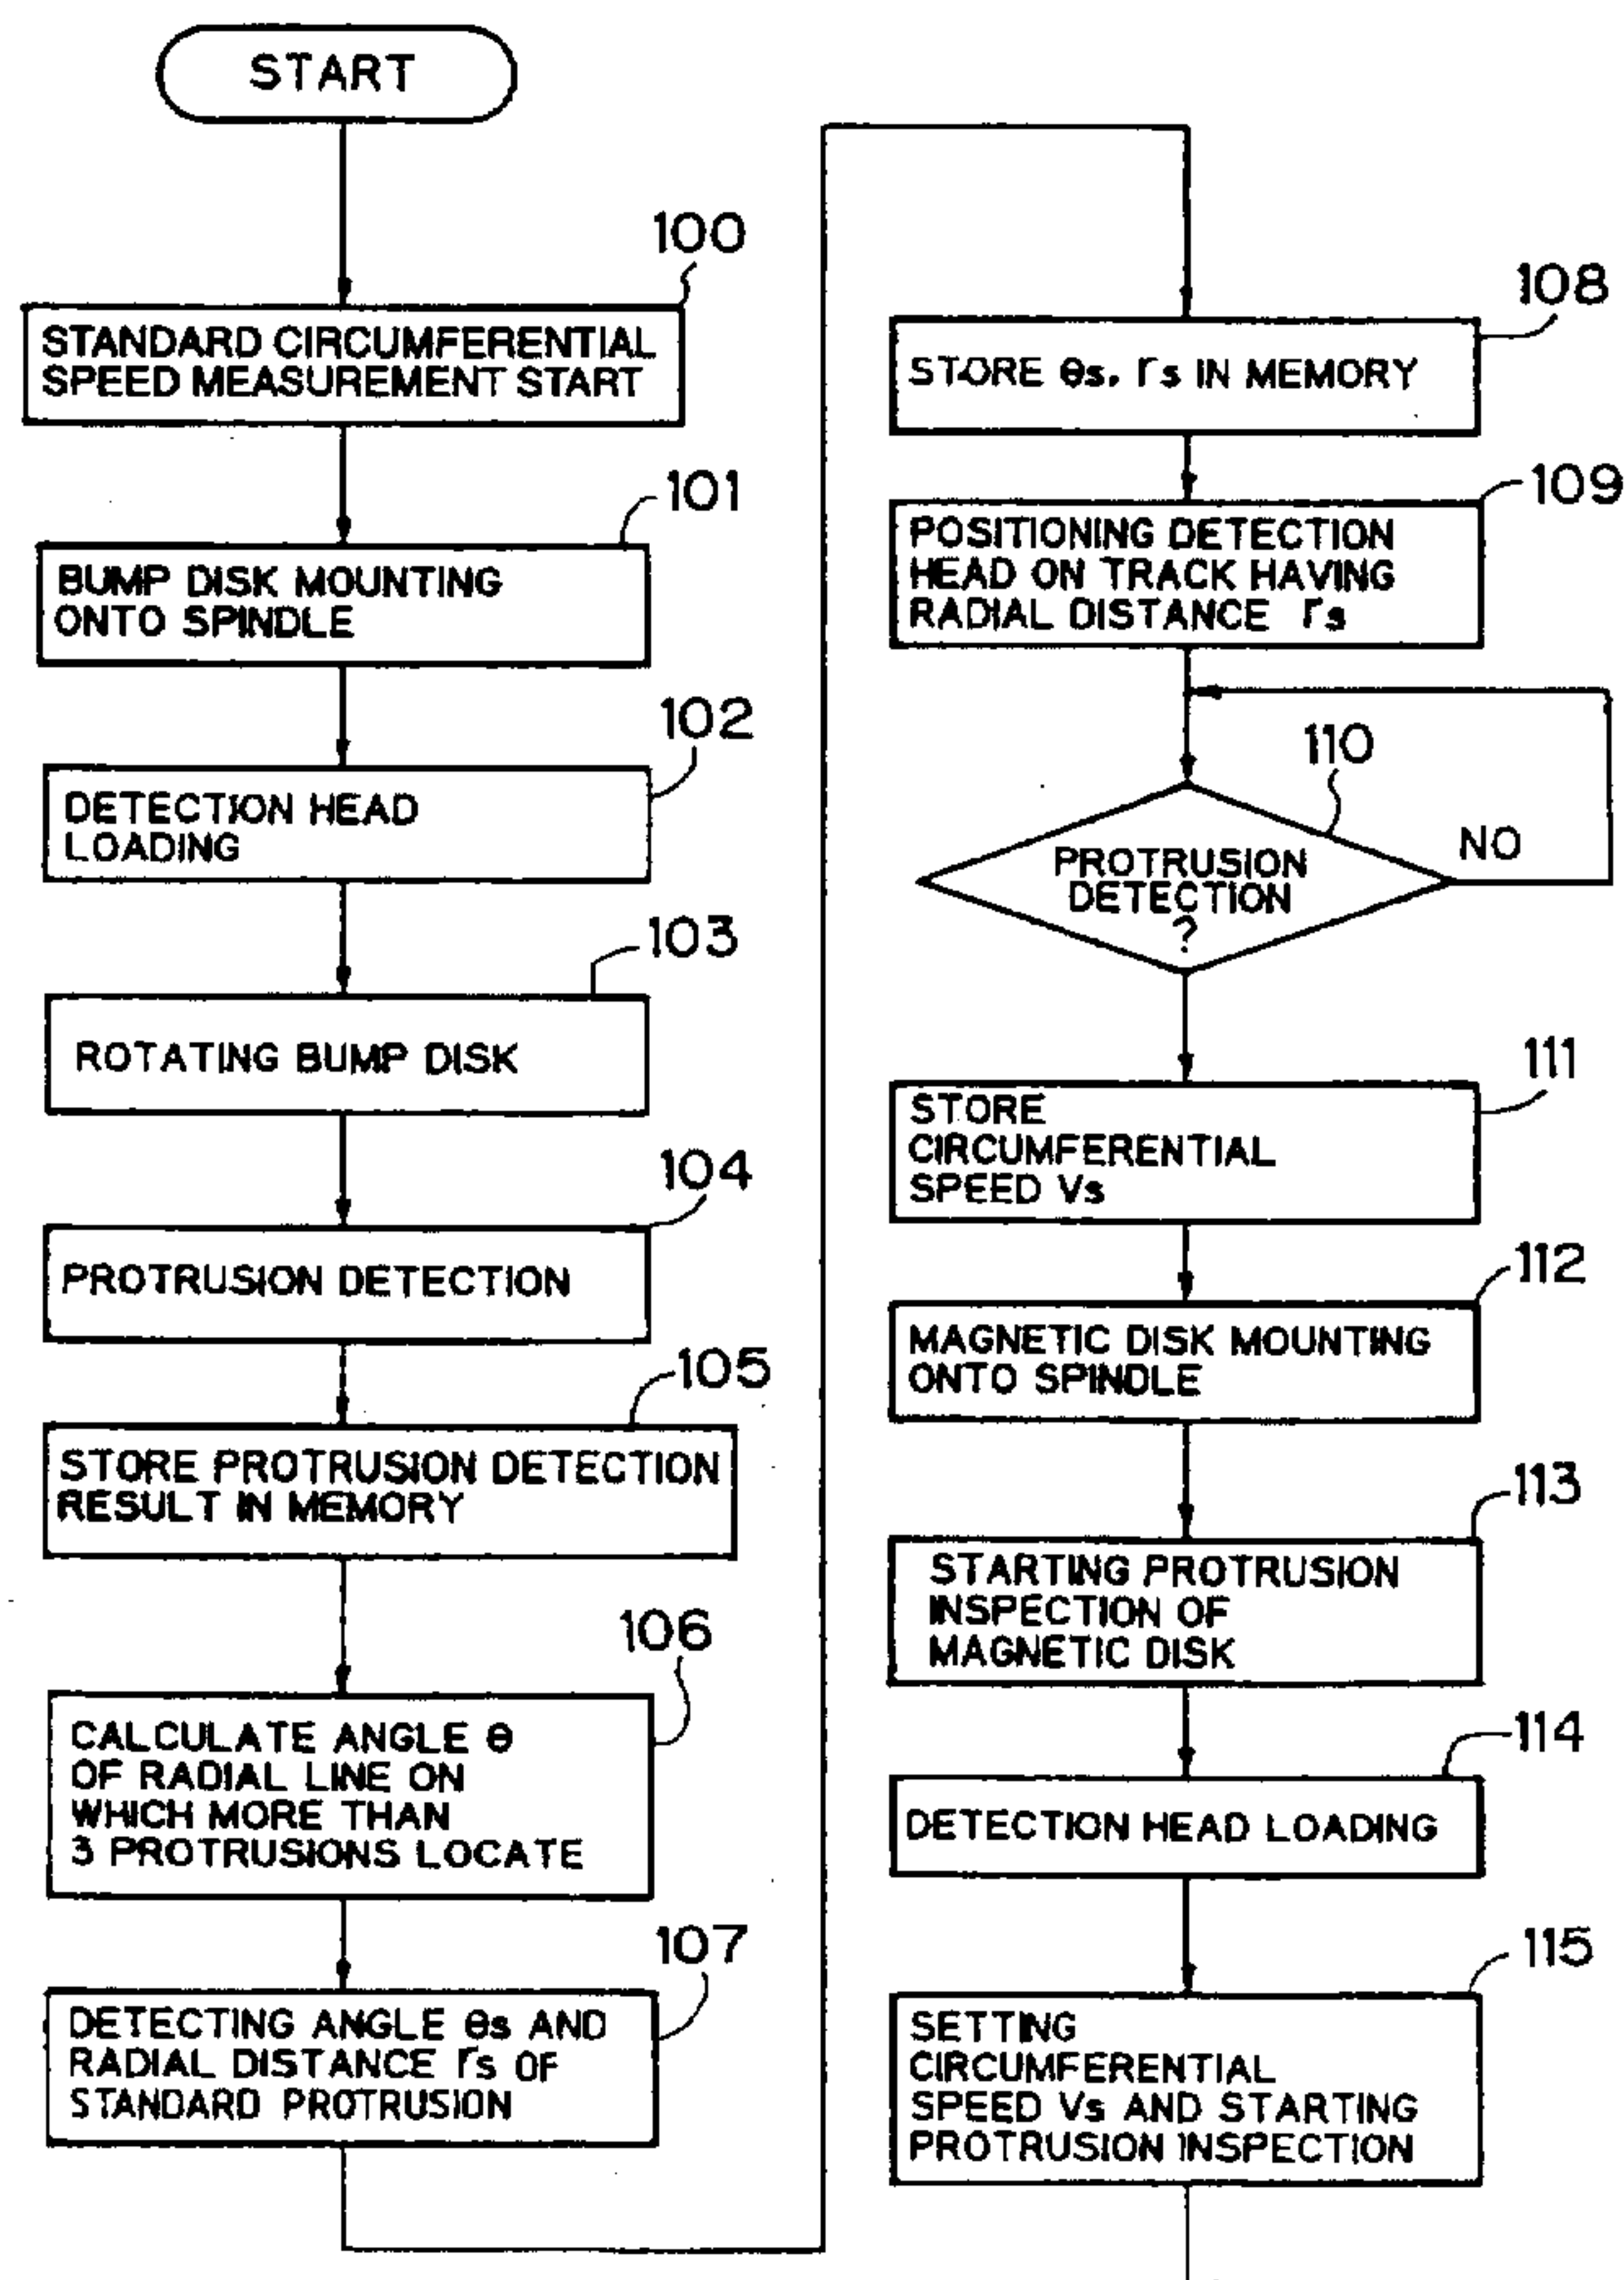 START
100
STANDARD CIRCUMFERENTIAL
SPEED MEASUREMENT START
101
BUMP DISK MOUNTING
ONTO SPINDLE
102
DETECTION HEAD
LOADING
103
ROTATING BUMP DISK
104
PROTRUSION DETECTION
105
STORE PROTRUSION DETECTION
RESULT IN MEMORY
106
CALCULATE ANGLE θ
OF RADIAL LINE ON
WHICH MORE THAN
3 PROTRUSIONS LOCATE
107
DETECTING ANGLE θs AND
RADIAL DISTANCE rs OF
STANDARD PROTRUSION
108
STORE θs, rs IN MEMORY
109
POSITIONING DETECTION
HEAD ON TRACK HAVING
RADIAL DISTANCE rs
110
PROTRUSION
DETECTION
?
NO
111
STORE
CIRCUMFERENTIAL
SPEED Vs
112
MAGNETIC DISK MOUNTING
ONTO SPINDLE
113
STARTING PROTRUSION
INSPECTION OF
MAGNETIC DISK
114
DETECTION HEAD LOADING
115
SETTING
CIRCUMFERENTIAL
SPEED Vs AND STARTING
PROTRUSION INSPECTION